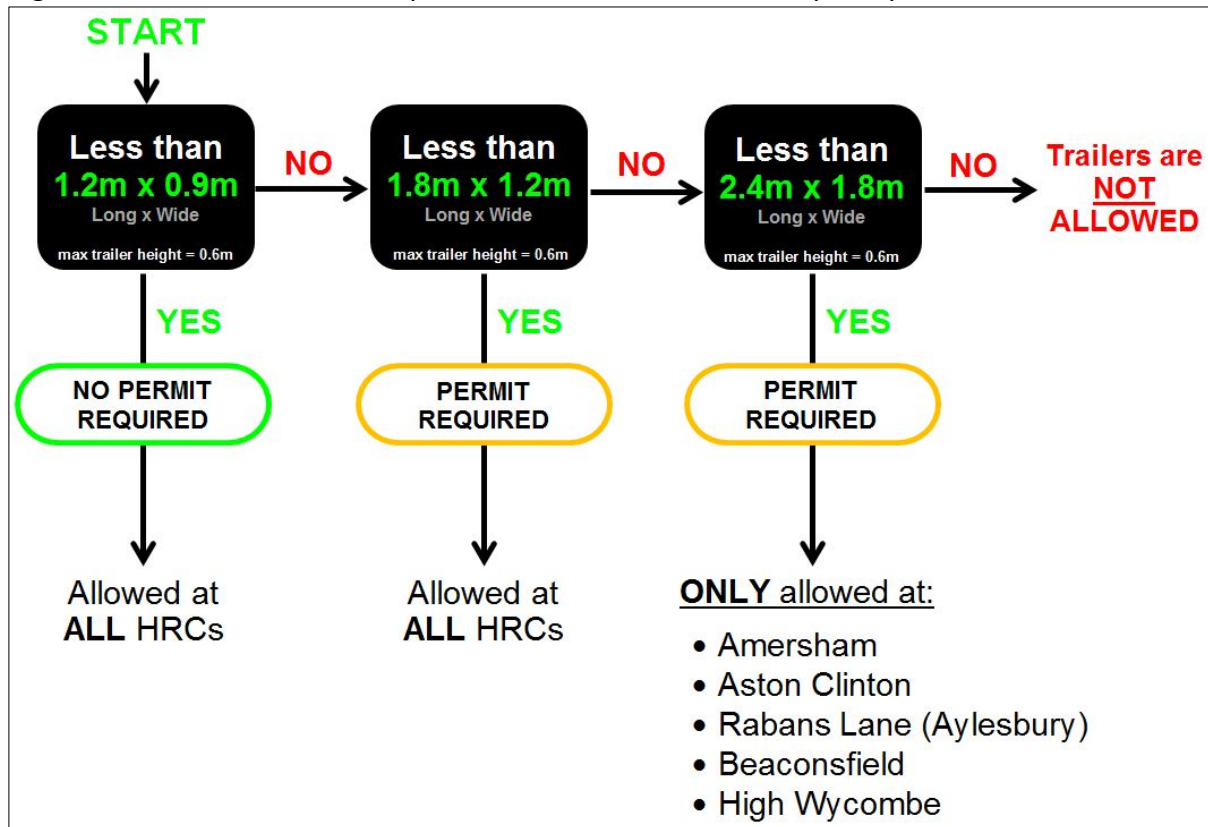 START
Less than
1.2m x 0.9m
Long x Wide
max trailer height = 0.6m
NO
Less than
1.8m x 1.2m
Long x Wide
max trailer height = 0.6m
NO
Less than
2.4m x 1.8m
Long x Wide
max trailer height = 0.6m
NO
Trailers are
NOT
ALLOWED
YES
NO PERMIT
REQUIRED
Allowed at
ALL HRCs
YES
PERMIT
REQUIRED
Allowed at
ALL HRCs
YES
PERMIT
REQUIRED
ONLY allowed at:
• Amersham
• Aston Clinton
• Rabans Lane (Aylesbury)
• Beaconsfield
• High Wycombe